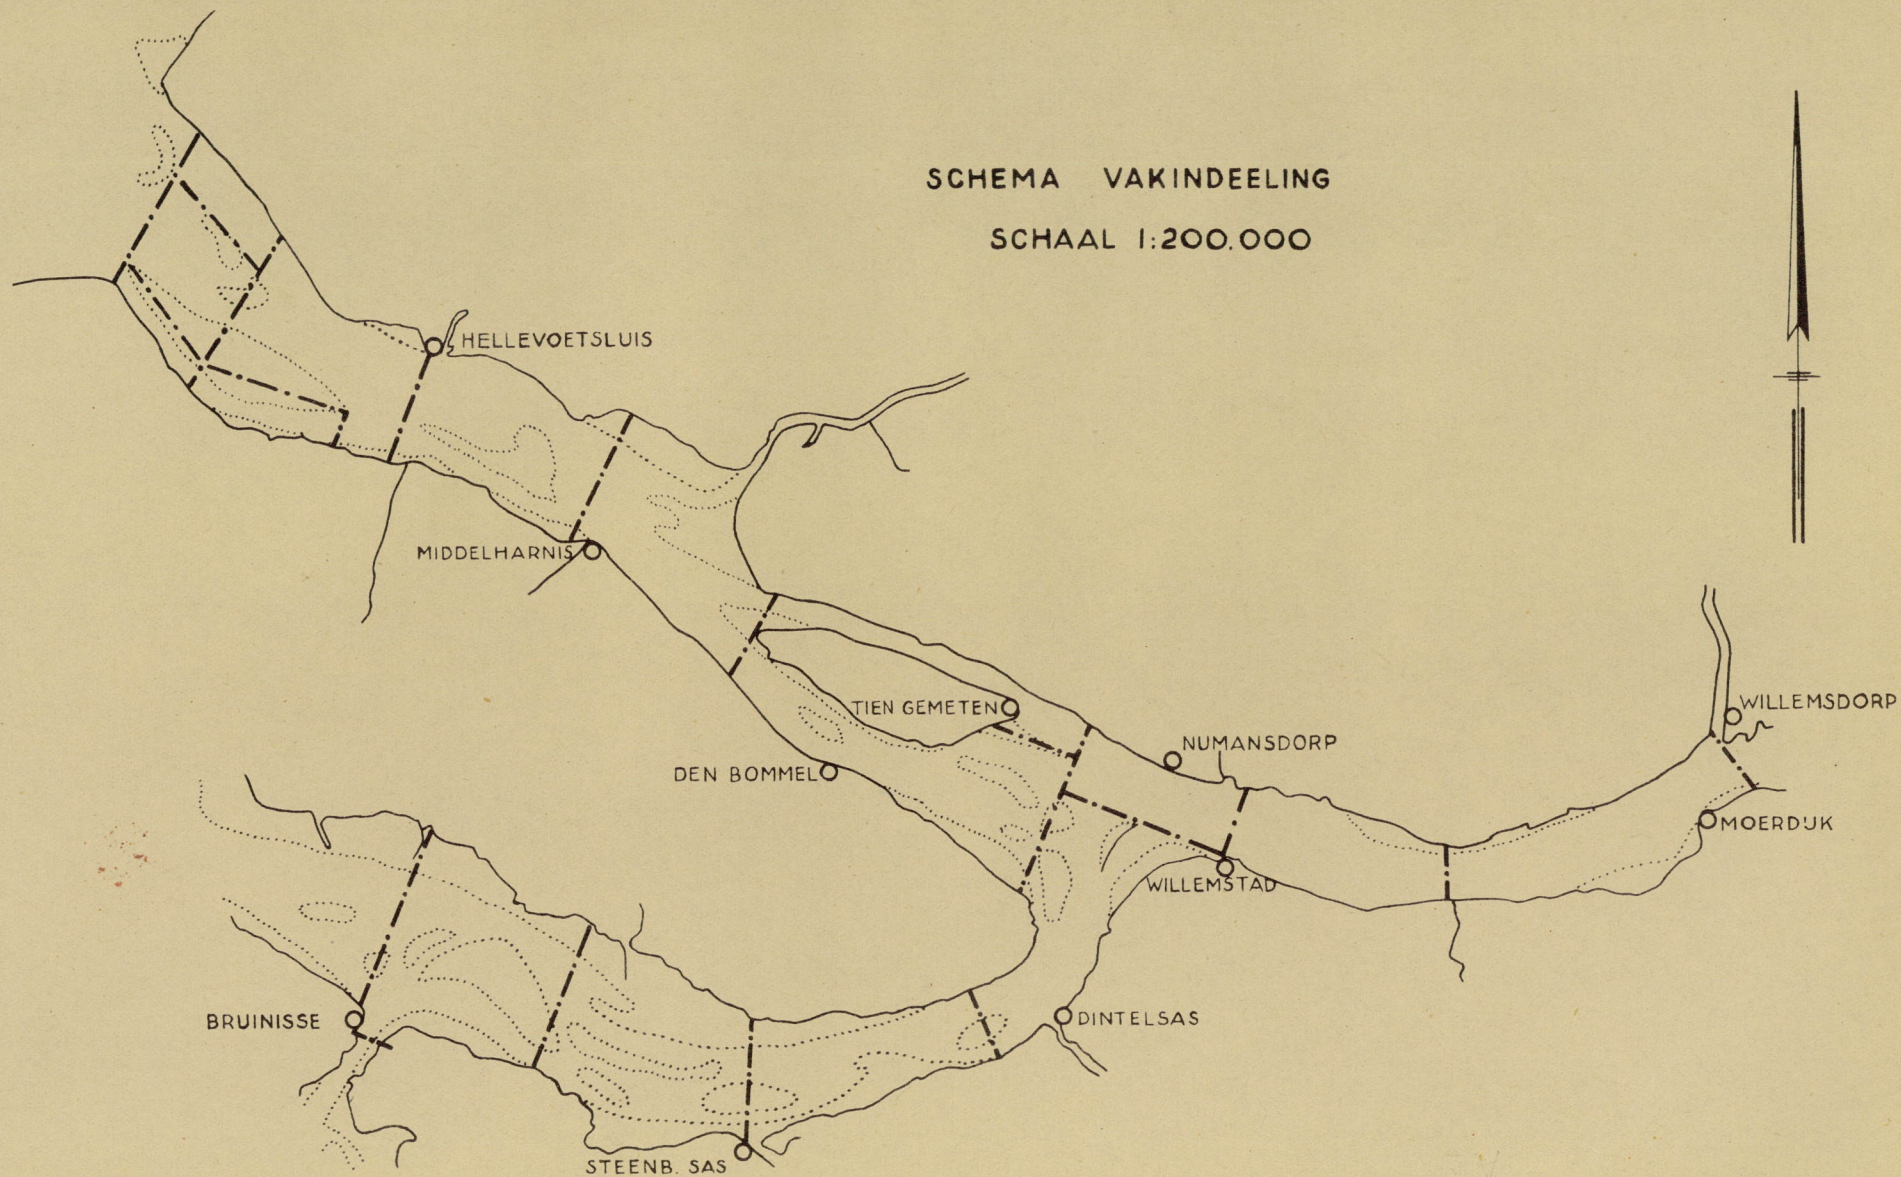 SCHEMA VAKINDEELING
SCHAAL 1:200.000
HELLEVOETSLUIS
MIDDELHARNIS
TIEN GEMETEN
WILLEMSDORP
NUMANSDORP
DEN BOMMEL
MOERDIJK
WILLEMSTAD
BRUINISSE
DINTELSAS
STEENB. SAS